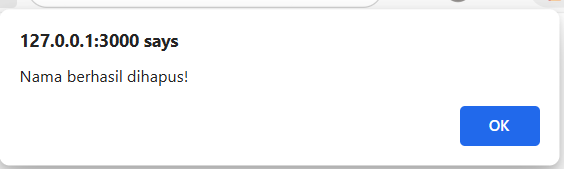 127.0.0.1:3000 says
Nama berhasil dihapus!
OK